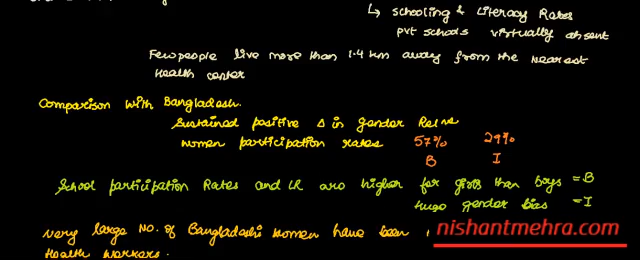 ↳ Schooling & Literacy Rates
pvt schools virtually absent
Few people live more than 1.4 km away from the nearest
Health center
Comparison with Bangladesh.
Sustained positive Δ in gender Relns
women participation rates 57% 29%
B I
School participation Rates and LR are higher for girls than boys = B
huge gender bias = I
Very large No. of Bangladeshi women have been
Health workers.
nishantmehra.com